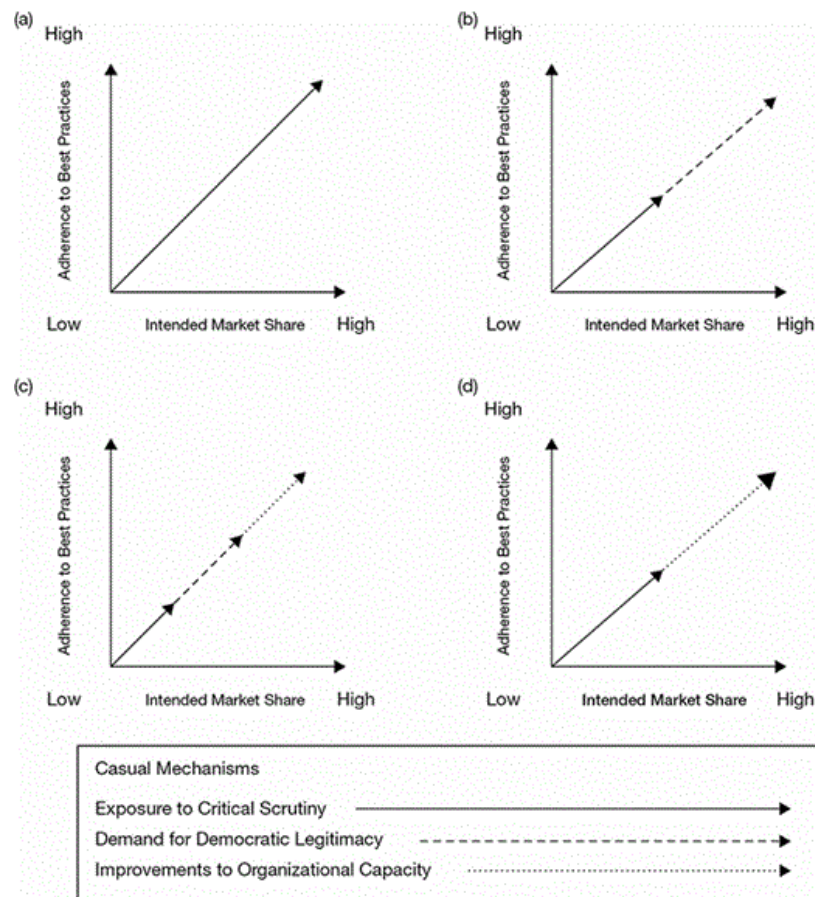 (a)
High
Adherence to Best Practices
Low Intended Market Share High
(b)
High
Adherence to Best Practices
Low Intended Market Share High
(c)
High
Adherence to Best Practices
Low Intended Market Share High
(d)
High
Adherence to Best Practices
Low Intended Market Share High
Casual Mechanisms
Exposure to Critical Scrutiny
Demand for Democratic Legitimacy
Improvements to Organizational Capacity